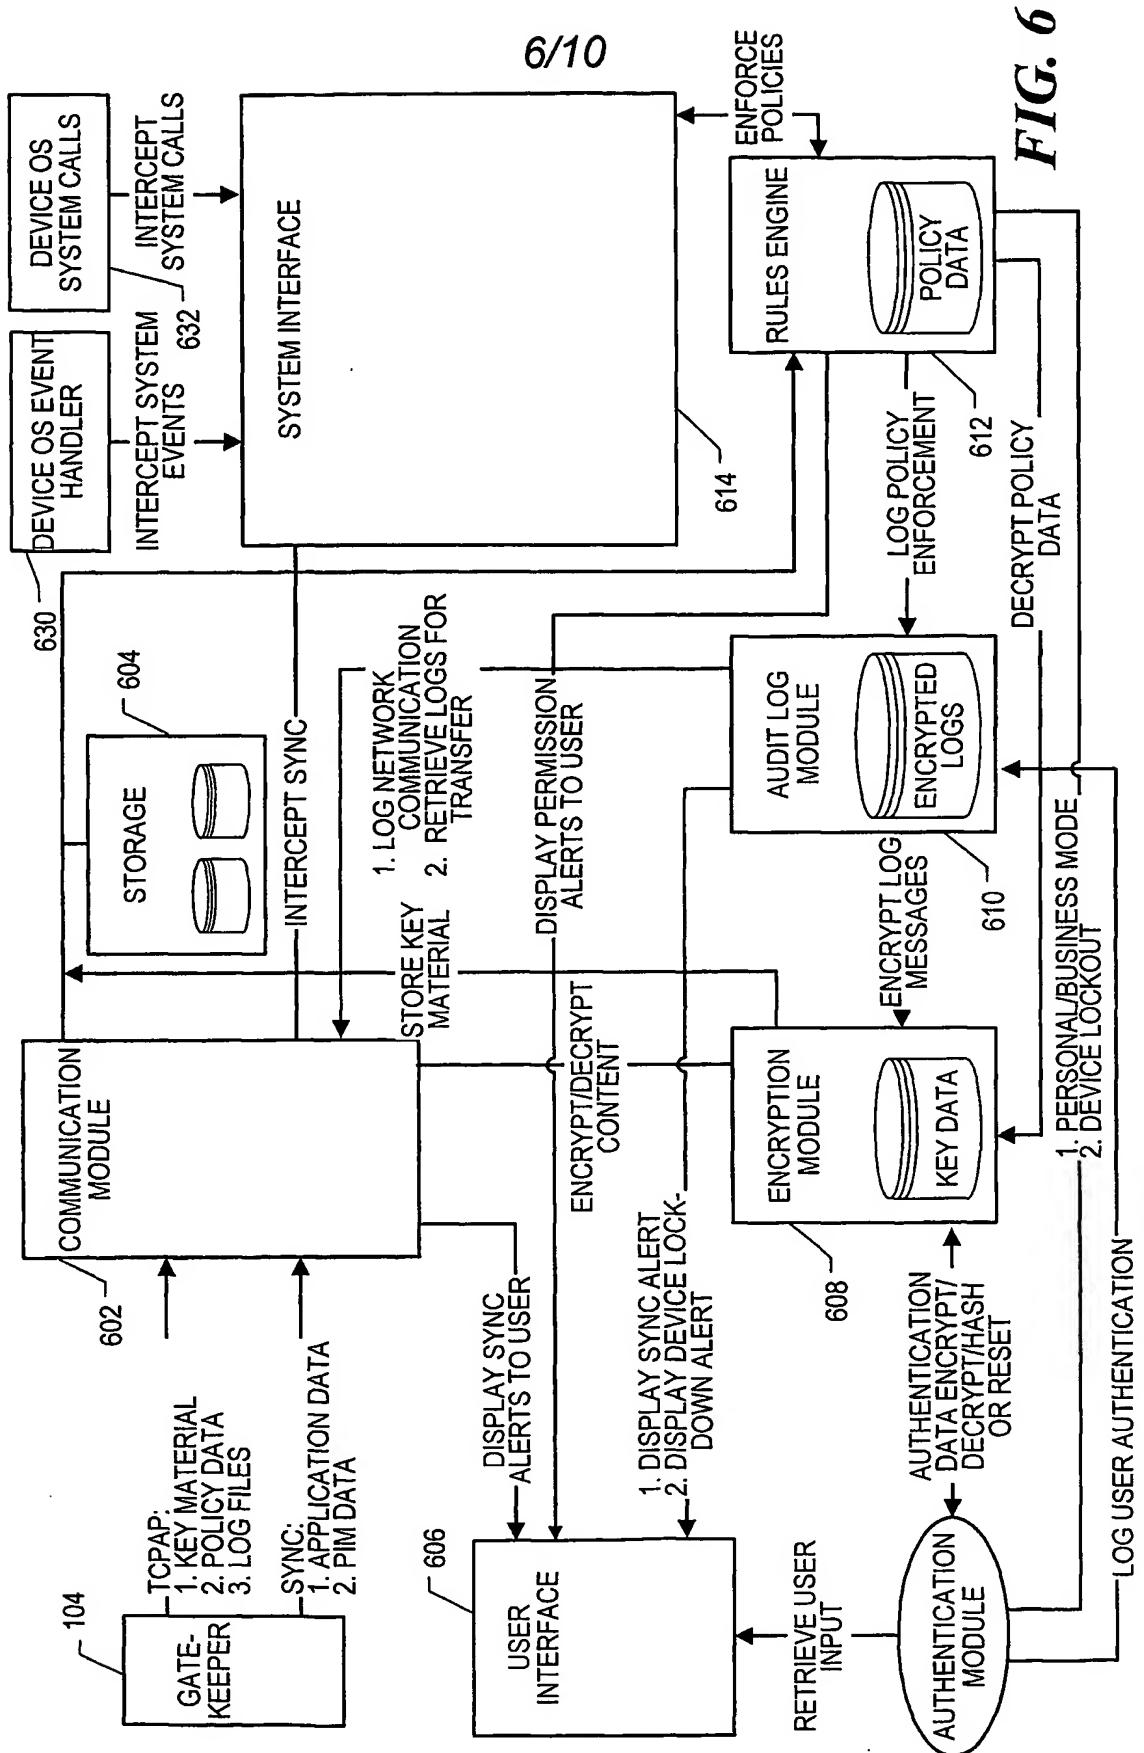 6/10
FIG. 6
DEVICE OS
SYSTEM CALLS
632
INTERCEPT
SYSTEM CALLS
DEVICE OS EVENT
HANDLER
630
INTERCEPT SYSTEM
EVENTS
SYSTEM INTERFACE
614
ENFORCE
POLICIES
RULES ENGINE
POLICY
DATA
612
STORAGE
604
INTERCEPT SYNC
1. LOG NETWORK
COMMUNICATION
2. RETRIEVE LOGS FOR
TRANSFER
DISPLAY PERMISSION
ALERTS TO USER
LOG POLICY
ENFORCEMENT
DECRYPT POLICY
DATA
AUDIT LOG
MODULE
ENCRYPTED
LOGS
610
COMMUNICATION
MODULE
602
STORE KEY
MATERIAL
ENCRYPT/DECRYPT
CONTENT
ENCRYPT LOG
MESSAGES
ENCRYPTION
MODULE
KEY DATA
608
1. PERSONAL/BUSINESS MODE
2. DEVICE LOCKOUT
GATE-
KEEPER
104
TCPAP:
1. KEY MATERIAL
2. POLICY DATA
3. LOG FILES
SYNC:
1. APPLICATION DATA
2. PIM DATA
DISPLAY SYNC
ALERTS TO USER
1. DISPLAY SYNC ALERT
2. DISPLAY DEVICE LOCK-
DOWN ALERT
AUTHENTICATION
DATA ENCRYPT/
DECRYPT/HASH
OR RESET
LOG USER AUTHENTICATION
USER
INTERFACE
606
RETRIEVE USER
INPUT
AUTHENTICATION
MODULE